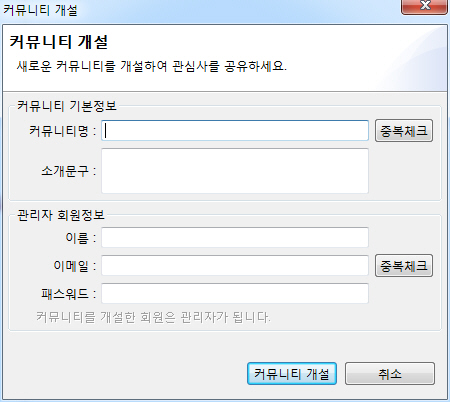 커뮤니티 개설
커뮤니티 개설
새로운 커뮤니티를 개설하여 관심사를 공유하세요.
커뮤니티 기본정보
커뮤니티명 : 중복체크
소개문구 :
관리자 회원정보
이름 :
이메일 : 중복체크
패스워드 :
커뮤니티를 개설한 회원은 관리자가 됩니다.
커뮤니티 개설 취소